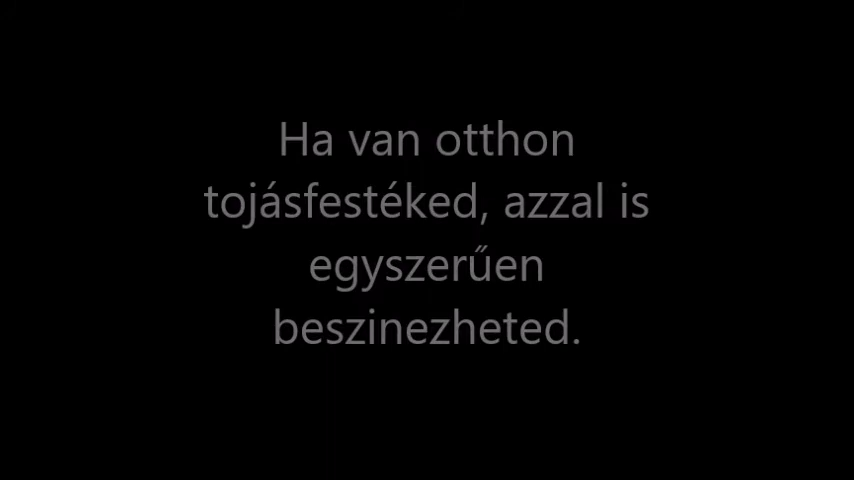 Ha van otthon
tojásfestéked, azzal is
egyszerűen
beszinezheted.